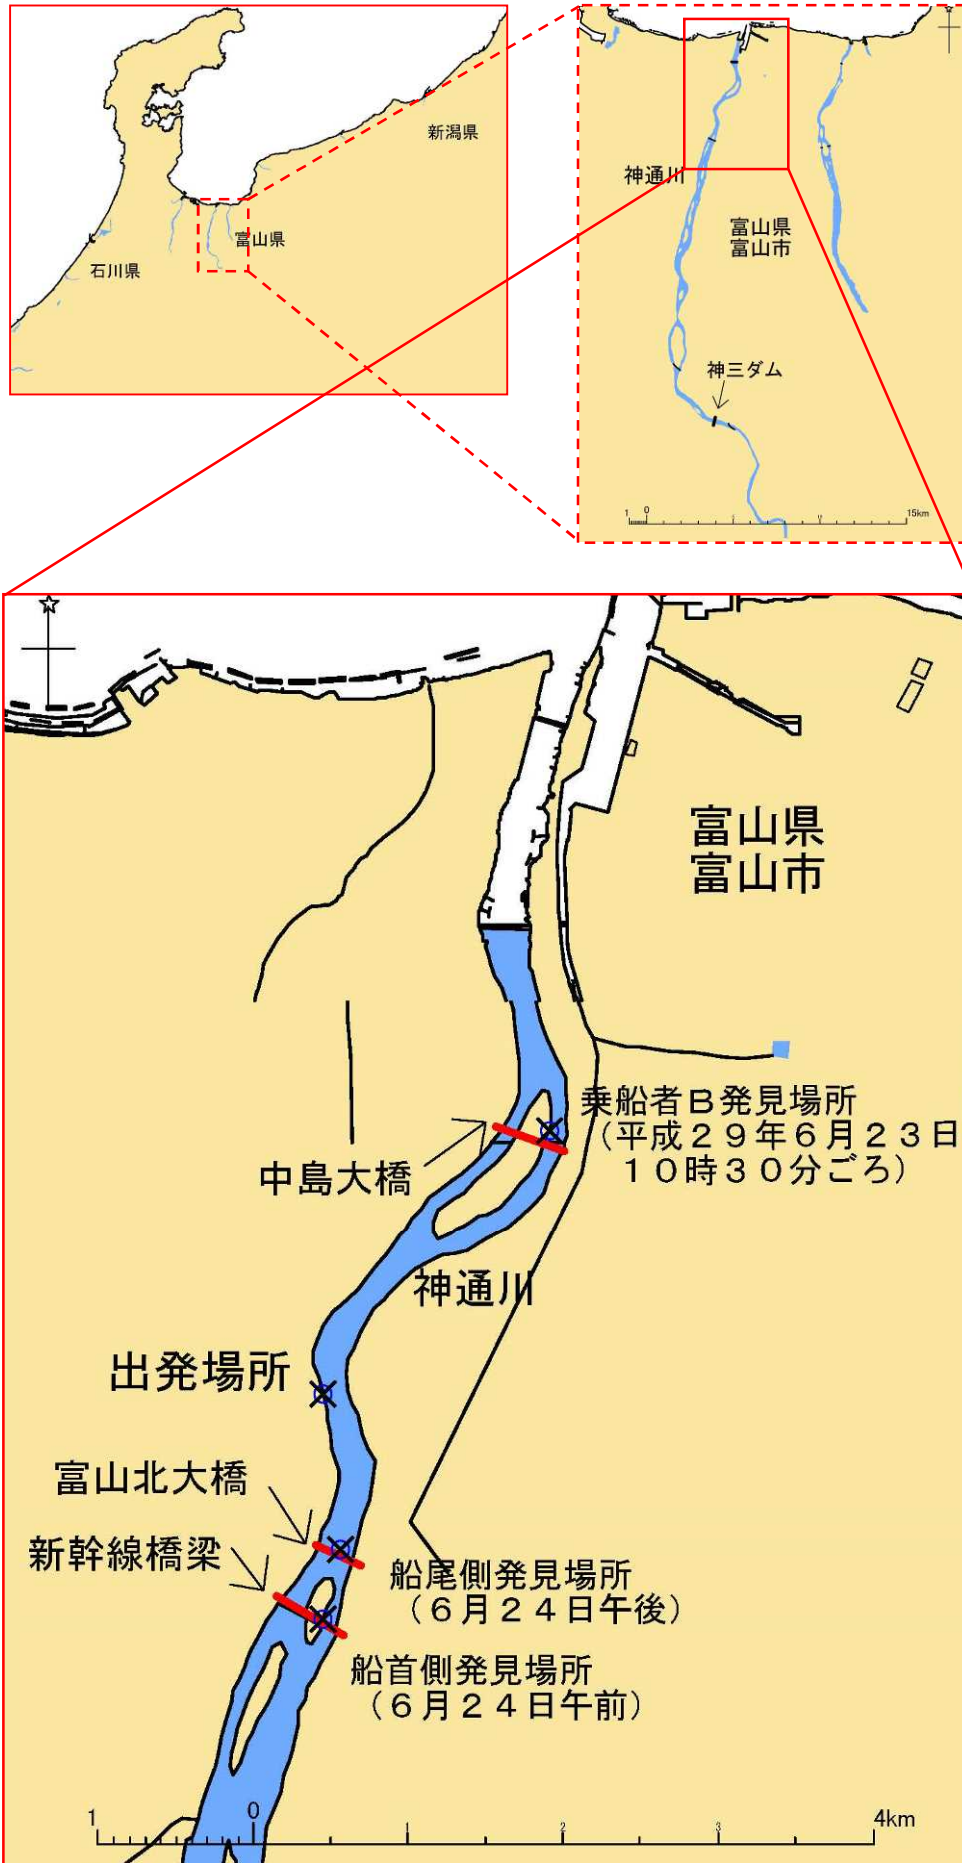 新潟県
富山県
石川県
神通川
富山県
富山市
神三ダム
1 0 15km
富山県
富山市
乗船者B発見場所
(平成29年6月23日
10時30分ごろ)
中島大橋
神通川
出発場所
富山北大橋
新幹線橋梁
船尾側発見場所
(6月24日午後)
船首側発見場所
(6月24日午前)
1 0 1 2 3 4km